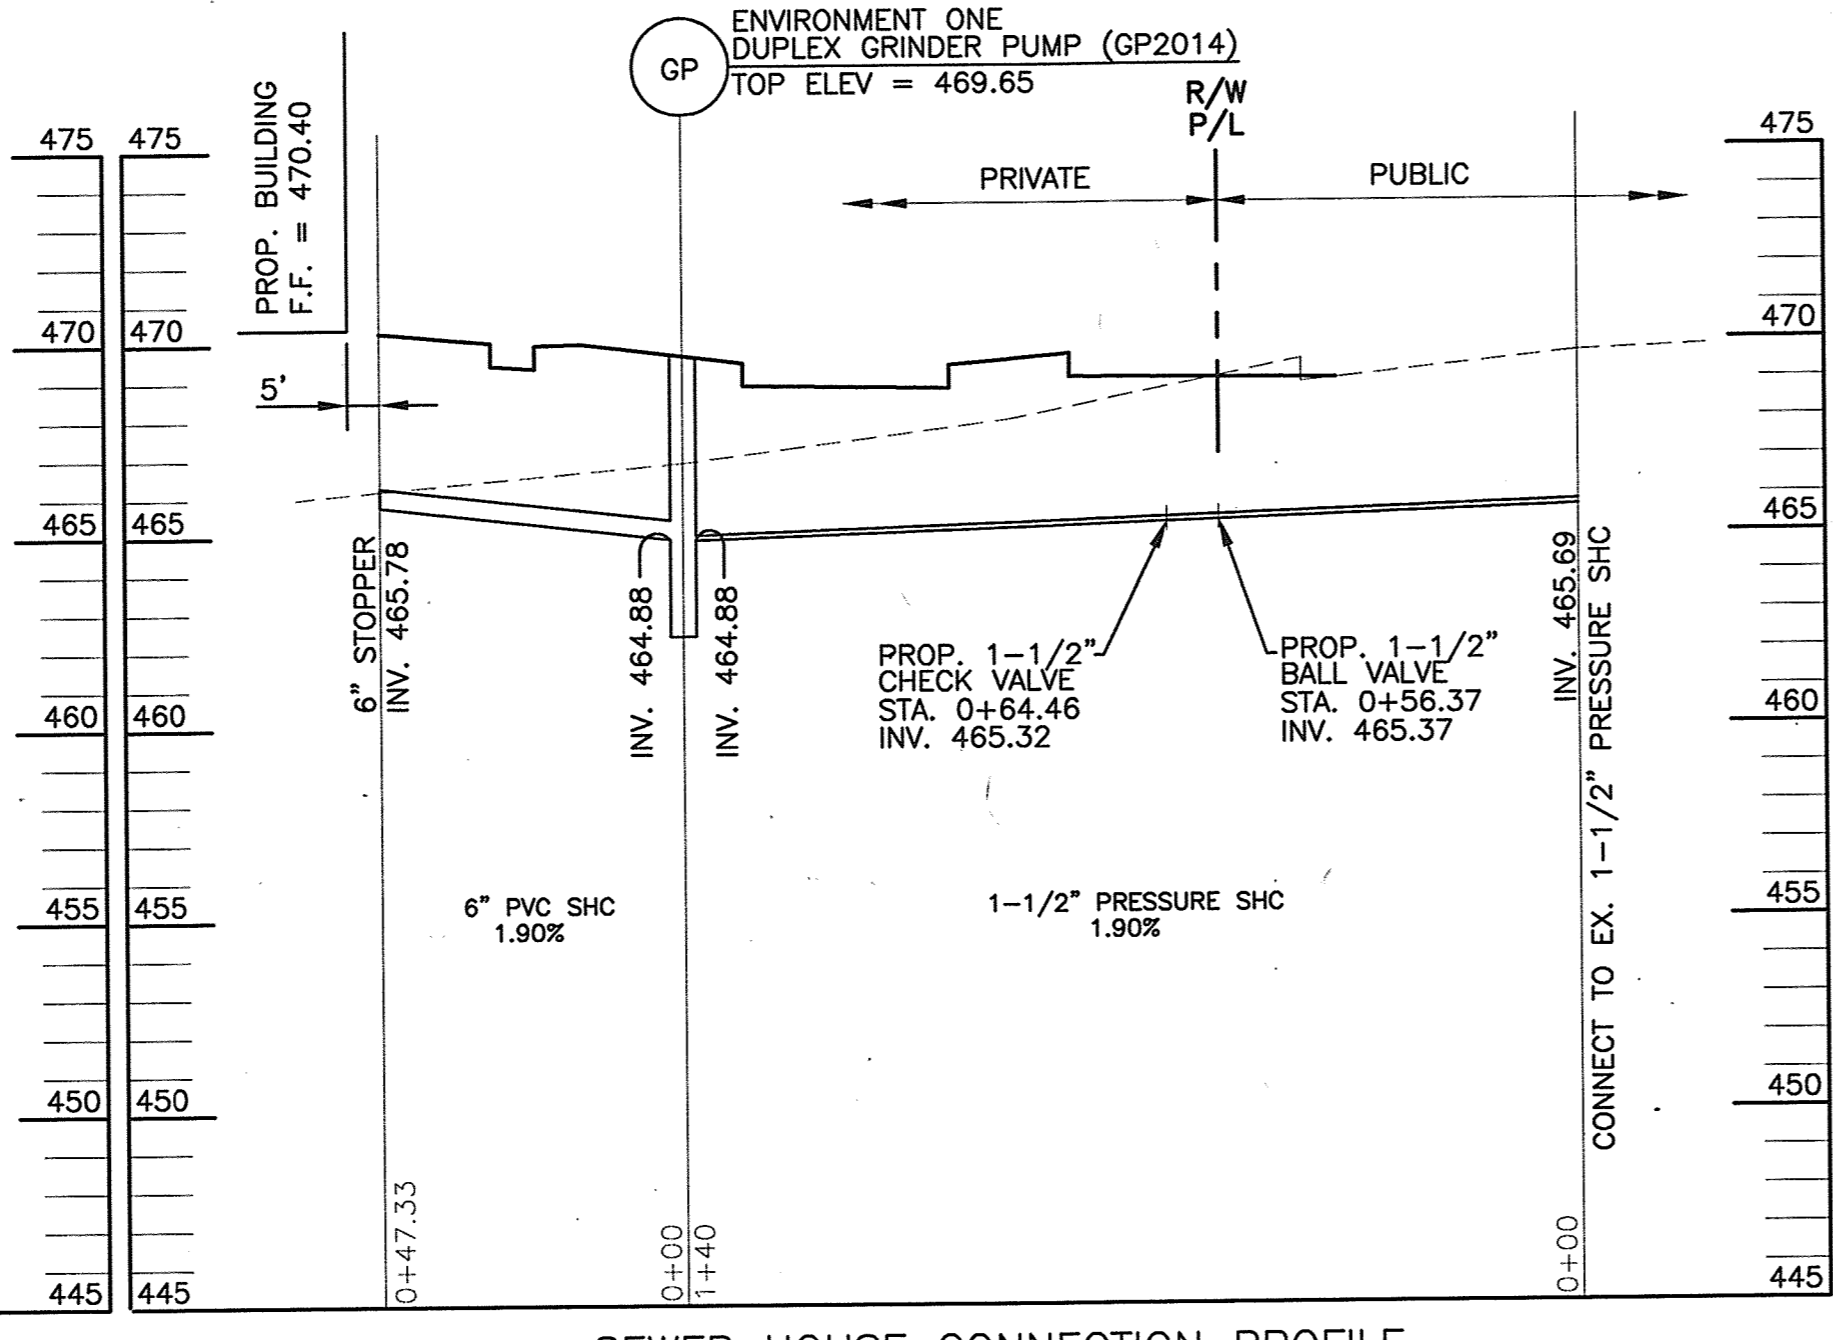 ENVIRONMENT ONE
DUPLEX GRINDER PUMP (GP2014)
TOP ELEV = 469.65
GP
R/W
P/L
PROP. BUILDING
F.F. = 470.40
PRIVATE
PUBLIC
475
475
475
470
470
470
5'
465
465
465
6" STOPPER
INV. 465.78
INV. 464.88
INV. 464.88
PROP. 1-1/2"
CHECK VALVE
STA. 0+64.46
INV. 465.32
PROP. 1-1/2"
BALL VALVE
STA. 0+56.37
INV. 465.37
INV. 465.69
CONNECT TO EX. 1-1/2" PRESSURE SHC
460
460
460
6" PVC SHC
1.90%
1-1/2" PRESSURE SHC
1.90%
455
455
455
450
450
450
0+47.33
0+00
1+40
0+00
445
445
445
SEWER HOUSE CONNECTION PROFILE